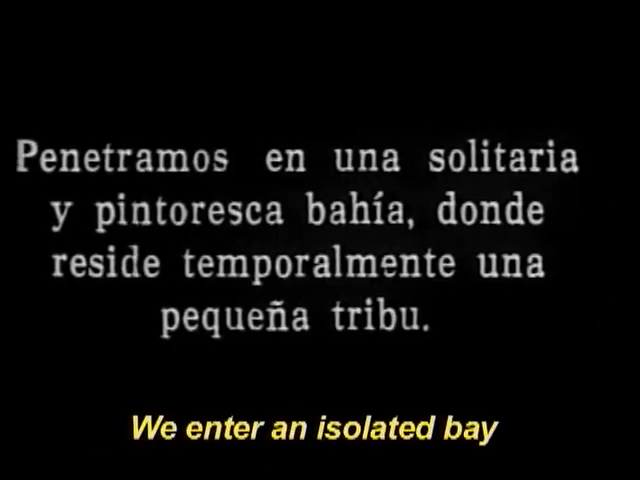 Penetramos en una solitaria
y pintoresca bahía, donde
reside temporalmente una
pequeña tribu.
We enter an isolated bay